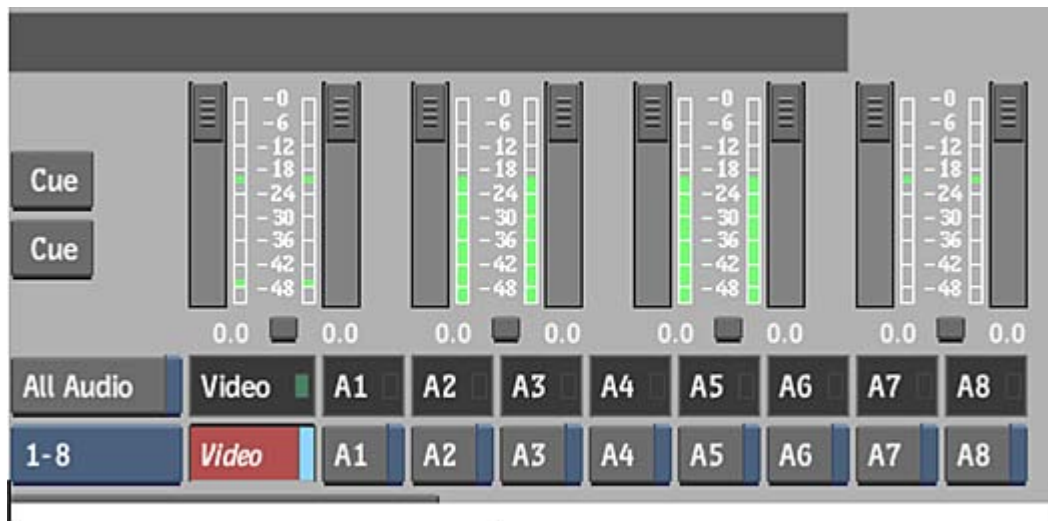 -0 -0 -0 -0
-6 -6 -6 -6
-12 -12 -12 -12
-18 -18 -18 -18
Cue
-24 -24 -24 -24
-30 -30 -30 -30
-36 -36 -36 -36
Cue
-42 -42 -42 -42
-48 -48 -48 -48
0.0 0.0 0.0 0.0 0.0 0.0 0.0 0.0
All Audio Video A1 A2 A3 A4 A5 A6 A7 A8
1-8 Video A1 A2 A3 A4 A5 A6 A7 A8